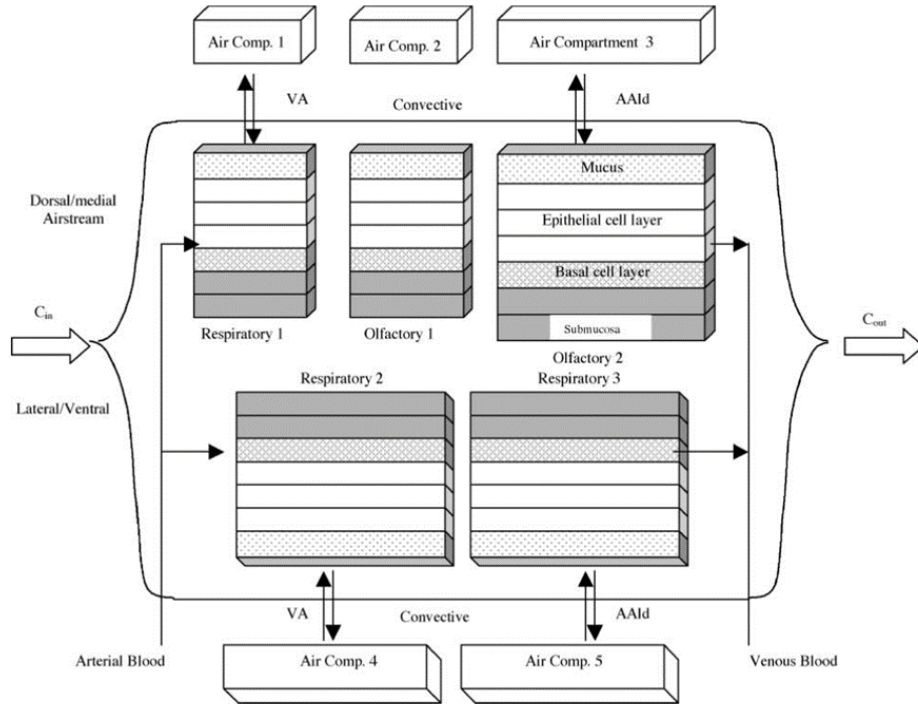 Air Comp. 1
Air Comp. 2
Air Compartment 3
VA
Convective
AAId
Dorsal/medial
Airstream
Mucus
Epithelial cell layer
Basal cell layer
Submucosa
Respiratory 1
Olfactory 1
Olfactory 2
Cin
Cout
Lateral/Ventral
Respiratory 2
Respiratory 3
VA
Convective
AAId
Arterial Blood
Air Comp. 4
Air Comp. 5
Venous Blood